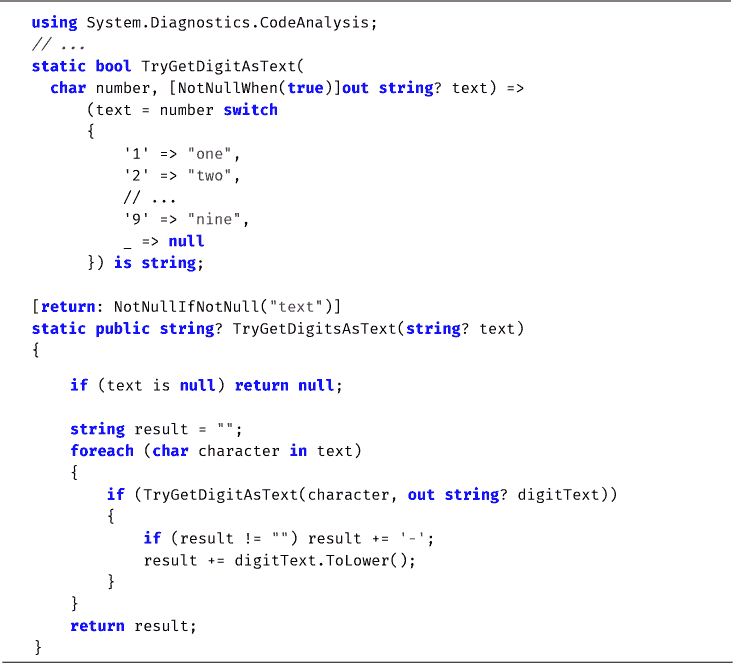 using System.Diagnostics.CodeAnalysis;
// ...
static bool TryGetDigitAsText(
  char number, [NotNullWhen(true)]out string? text) =>
      (text = number switch
      {
          '1' => "one",
          '2' => "two",
          // ...
          '9' => "nine",
          _ => null
      }) is string;

[return: NotNullIfNotNull("text")]
static public string? TryGetDigitsAsText(string? text)
{
    if (text is null) return null;

    string result = "";
    foreach (char character in text)
    {
        if (TryGetDigitAsText(character, out string? digitText))
        {
            if (result != "") result += '-';
            result += digitText.ToLower();
        }
    }
    return result;
}